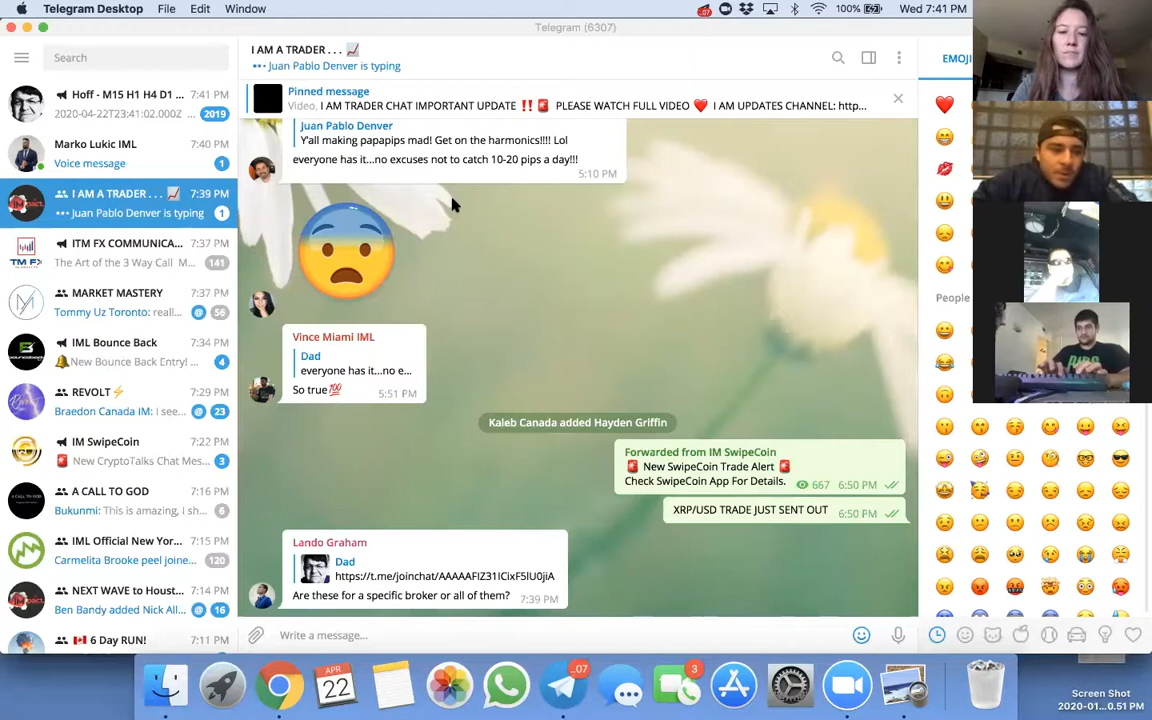 Telegram Desktop File Edit Window
.07
100%
Wed 7:41 PM
Telegram (6307)
Search
Hoff - M15 H1 H4 D1 ... 7:41 PM
2020-04-22T23:41:02.000Z ... 2019
Marko Lukic IML 7:40 PM
Voice message 1
I AM A TRADER . . . 📈 7:39 PM
Juan Pablo Denver is typing 1
ITM FX COMMUNICA... 7:37 PM
The Art of the 3 Way Call M... 141
MARKET MASTERY 7:37 PM
Tommy Uz Toronto: reall... @ 56
IML Bounce Back 7:34 PM
🔔New Bounce Back Entry! ... 4
REVOLT⚡ 7:29 PM
Braedon Canada IM: I see... @ 23
IM SwipeCoin 7:22 PM
🚨 New CryptoTalks Chat Mes... 3
A CALL TO GOD 7:16 PM
Bukunmi: This is amazing, I sh... 6
IML Official New Yor... 7:15 PM
Carmelita Brooke peel joine... 120
NEXT WAVE to Houst... 7:14 PM
Ben Bandy added Nick All... @ 16
🇨🇦 6 Day RUN! 7:11 PM
I AM A TRADER . . . 📈
Juan Pablo Denver is typing
Pinned message
Video, I AM TRADER CHAT IMPORTANT UPDATE ‼️🚨 PLEASE WATCH FULL VIDEO ❤️ I AM UPDATES CHANNEL: http...
Juan Pablo Denver
Y'all making papapips mad! Get on the harmonics!!!! Lol
everyone has it...no excuses not to catch 10-20 pips a day!!!
5:10 PM
Vince Miami IML
Dad
everyone has it...no e...
So true💯 5:51 PM
Kaleb Canada added Hayden Griffin
Forwarded from IM SwipeCoin
🚨 New SwipeCoin Trade Alert 🚨
Check SwipeCoin App For Details. 667 6:50 PM
XRP/USD TRADE JUST SENT OUT 6:50 PM
Lando Graham
Dad
https://t.me/joinchat/AAAAAFIZ31ICixF5lU0jiA
Are these for a specific broker or all of them? 7:39 PM
Write a message...
EMOJI
People
APR
22
.07
3
Screen Shot
2020-01...0.51 PM